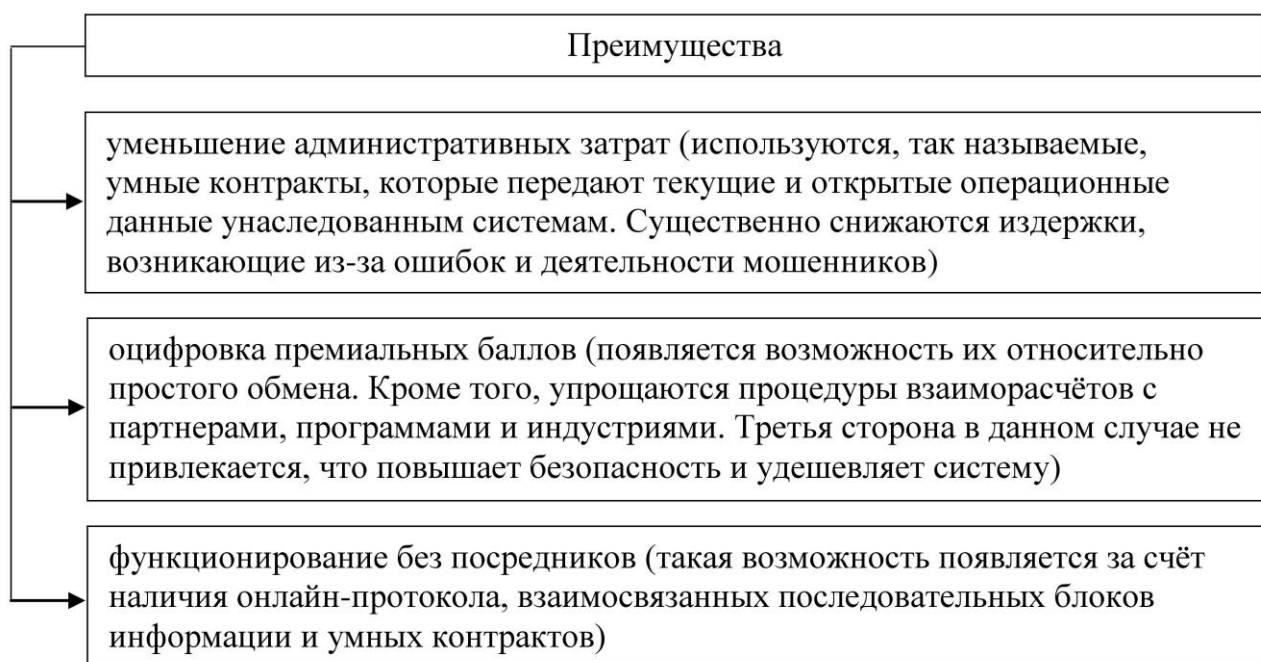 Преимущества
уменьшение административных затрат (используются, так называемые,
умные контракты, которые передают текущие и открытые операционные
данные унаследованным системам. Существенно снижаются издержки,
возникающие из-за ошибок и деятельности мошенников)
оцифровка премиальных баллов (появляется возможность их относительно
простого обмена. Кроме того, упрощаются процедуры взаиморасчётов с
партнерами, программами и индустриями. Третья сторона в данном случае не
привлекается, что повышает безопасность и удешевляет систему)
функционирование без посредников (такая возможность появляется за счёт
наличия онлайн-протокола, взаимосвязанных последовательных блоков
информации и умных контрактов)